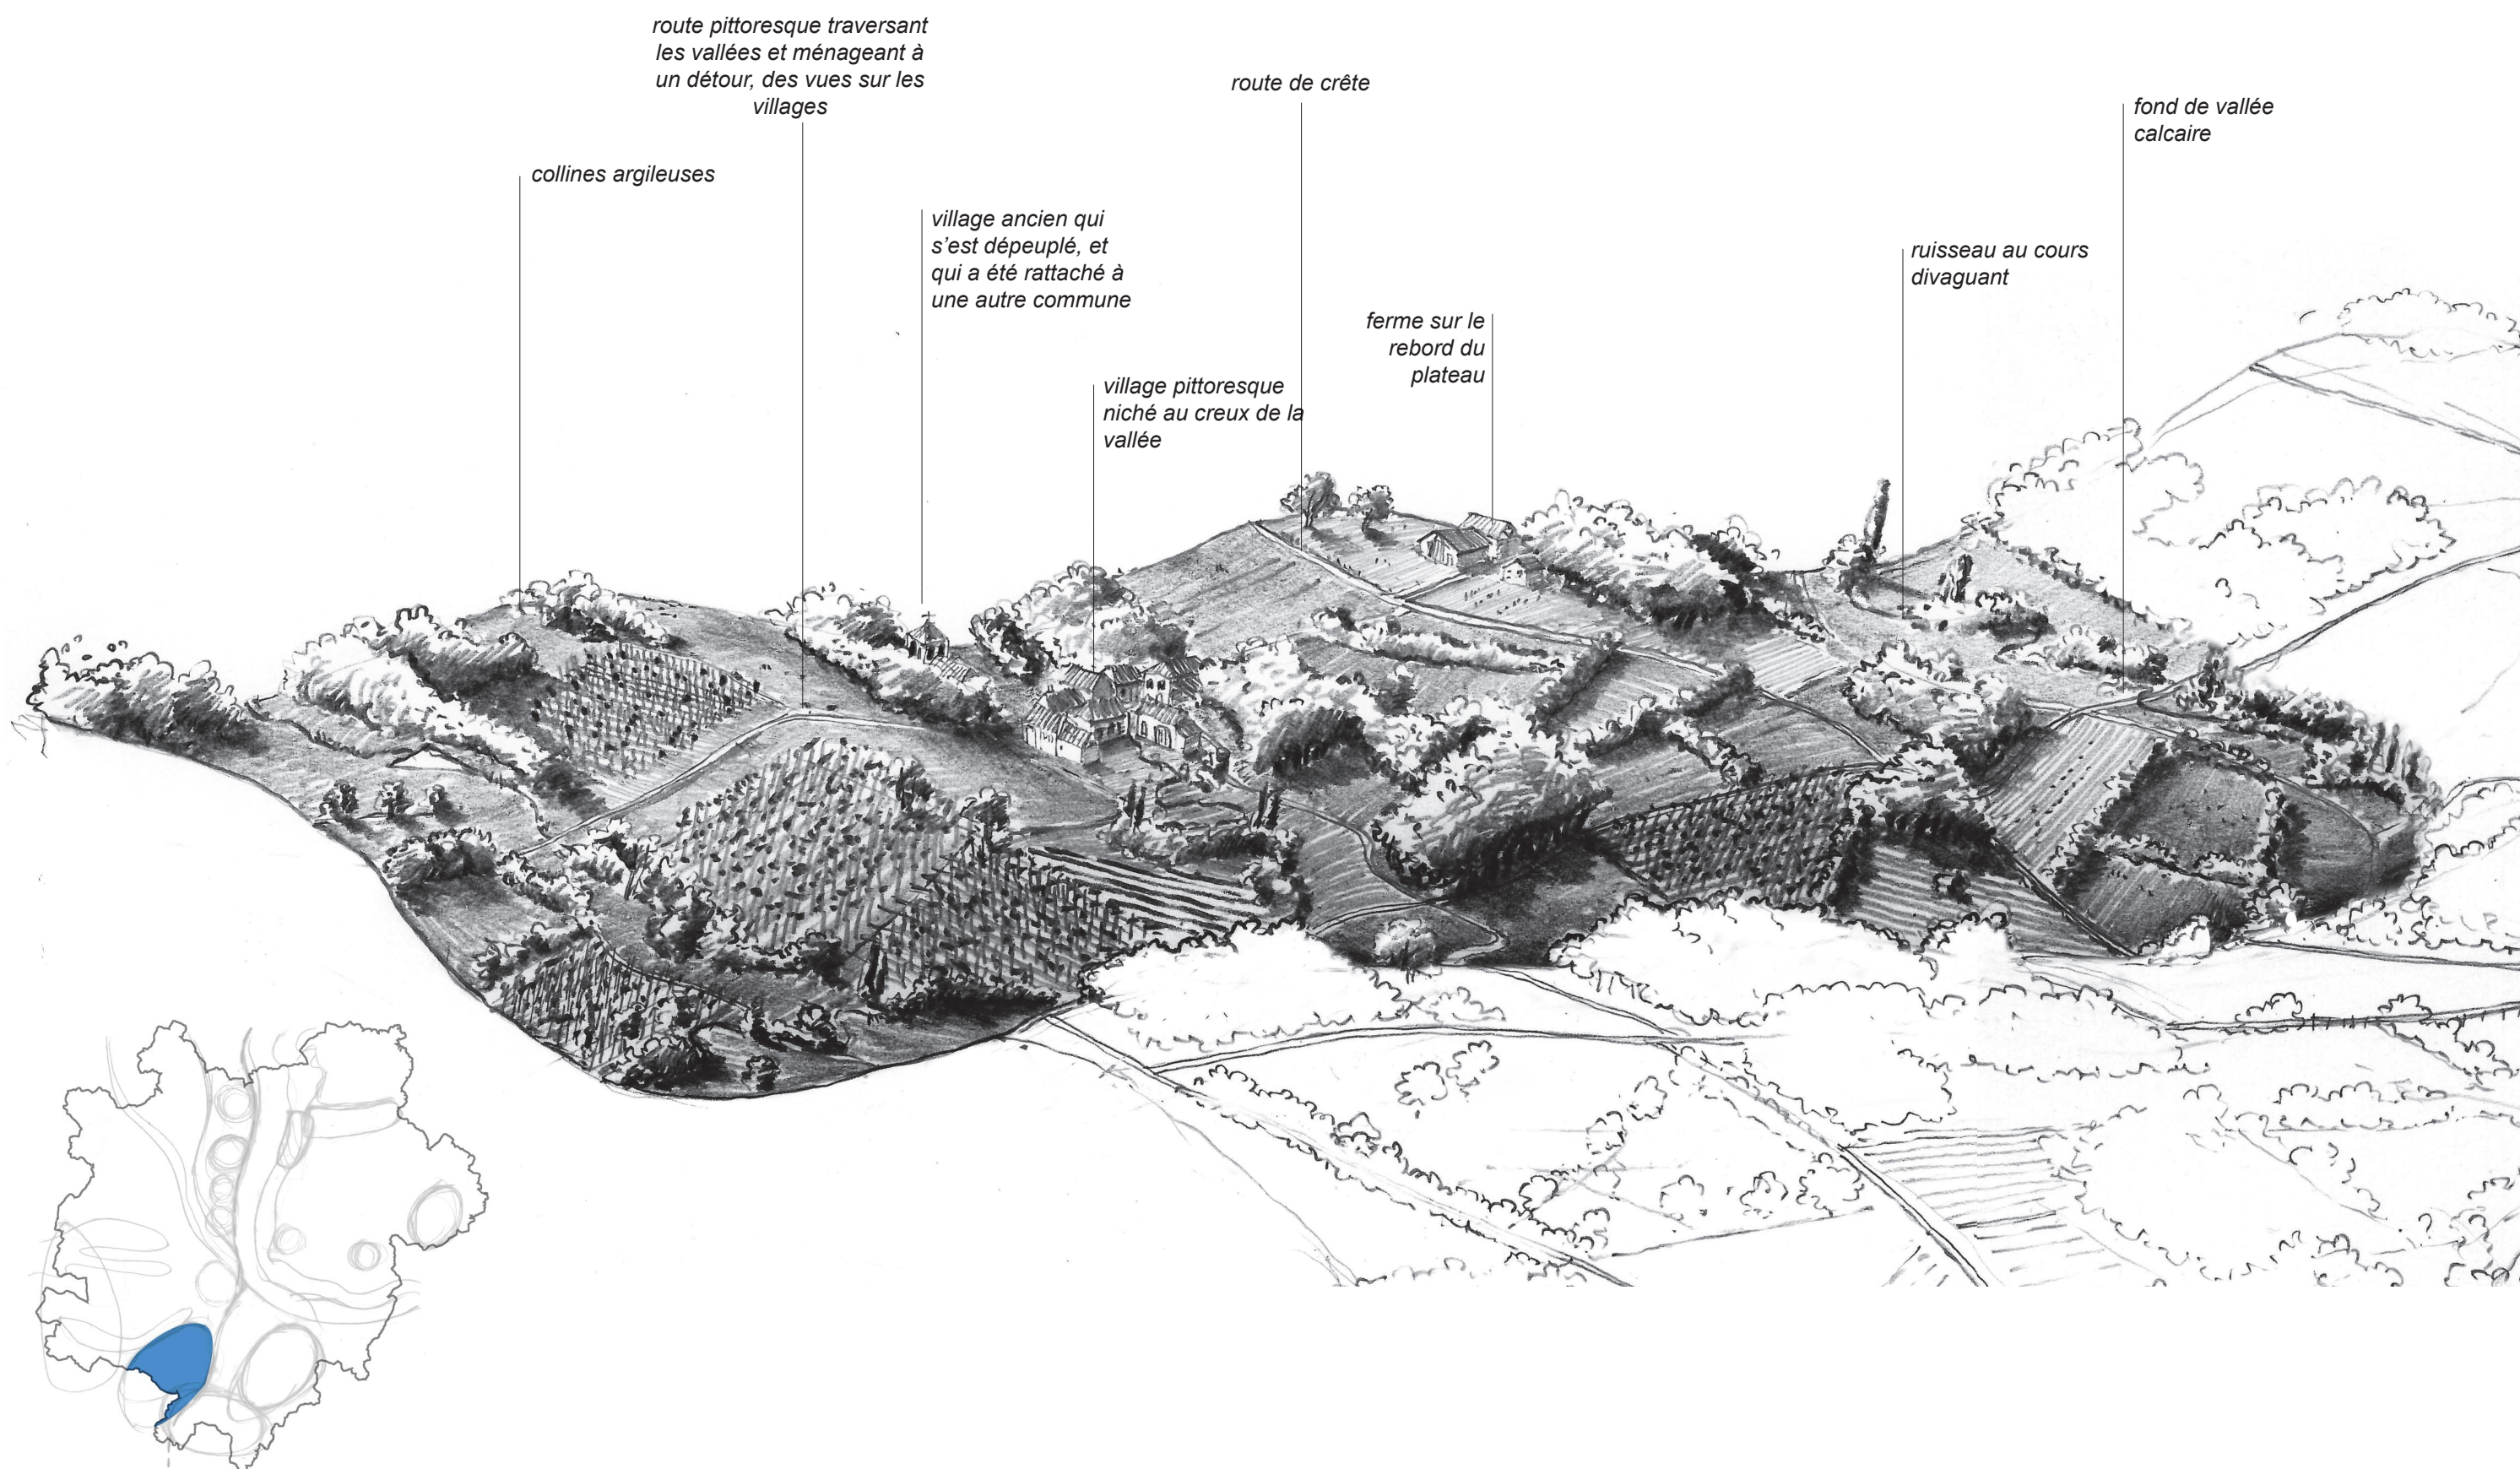 route pittoresque traversant
les vallées et ménageant à
un détour, des vues sur les
villages
route de crête
fond de vallée
calcaire
collines argileuses
village ancien qui
s’est dépeuplé, et
qui a été rattaché à
une autre commune
ruisseau au cours
divaguant
ferme sur le
rebord du
plateau
village pittoresque
niché au creux de la
vallée